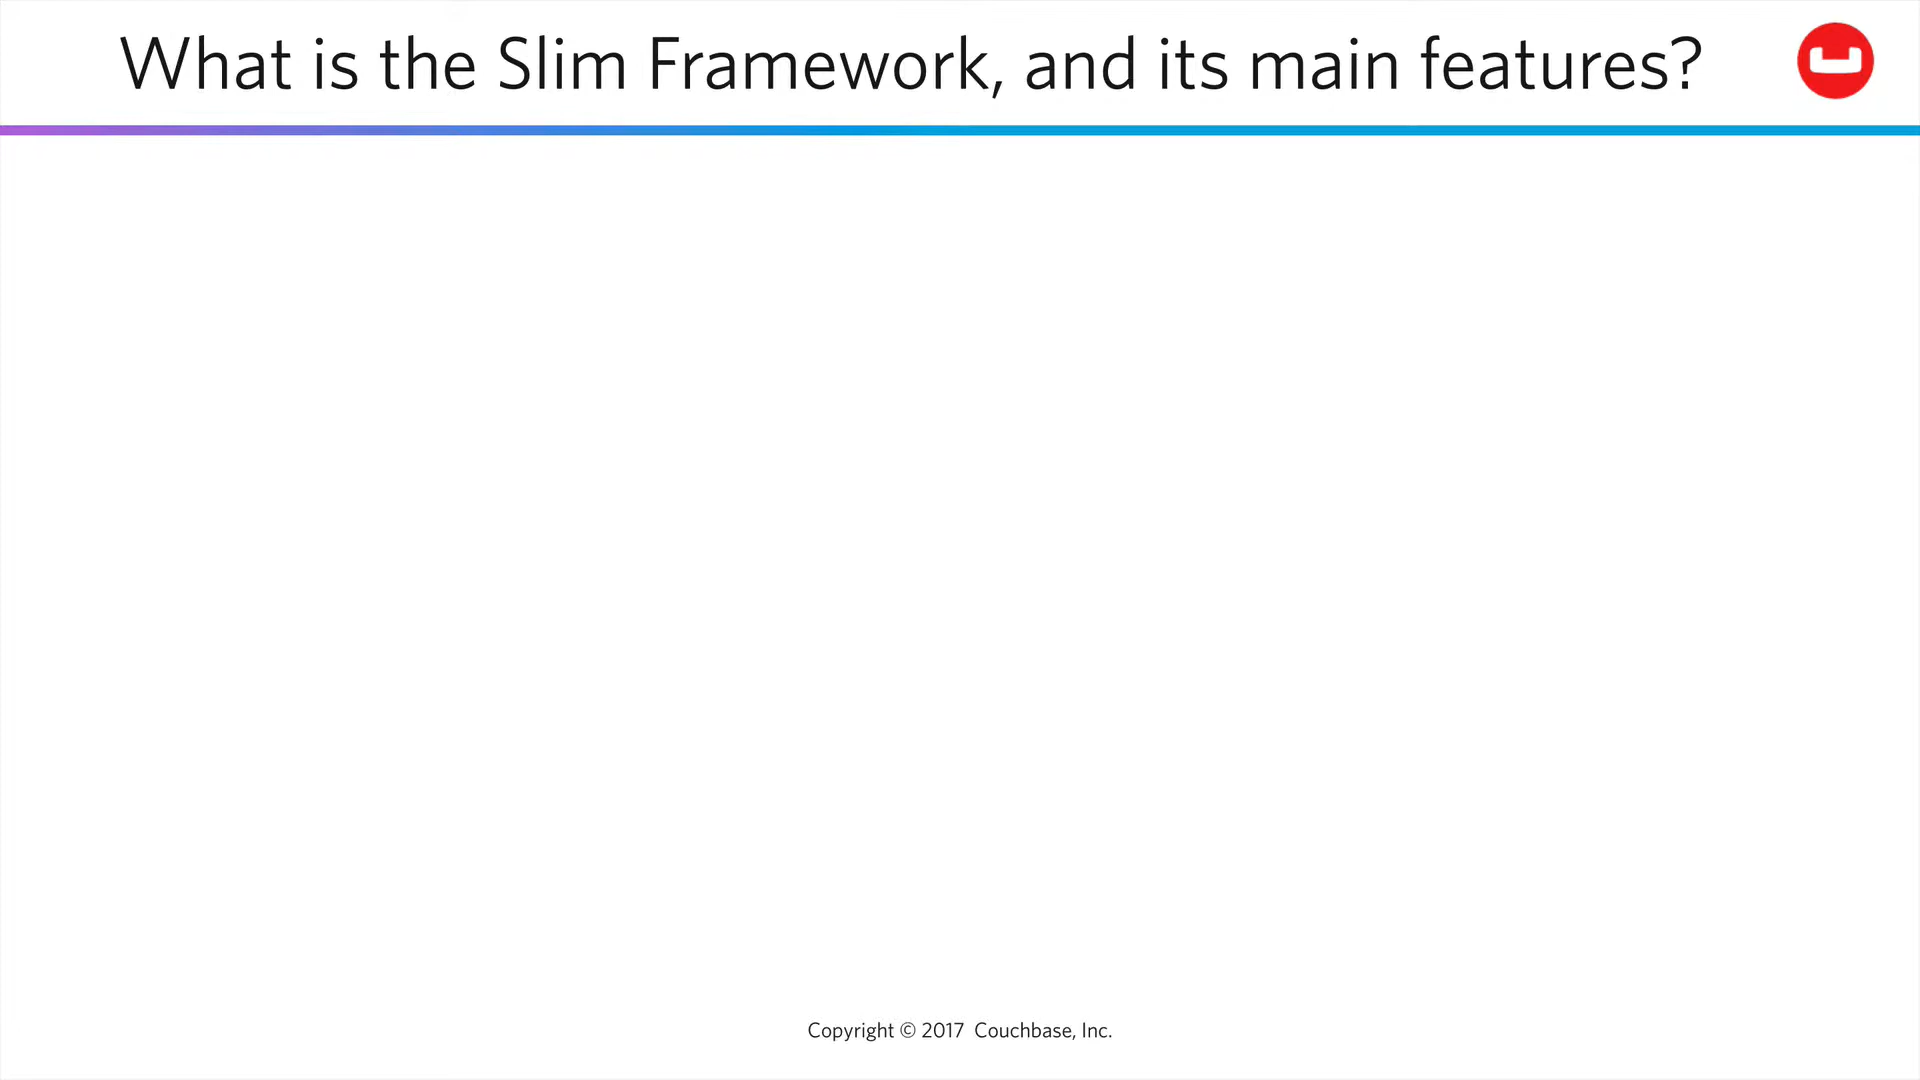 What is the Slim Framework, and its main features?
Copyright © 2017 Couchbase, Inc.